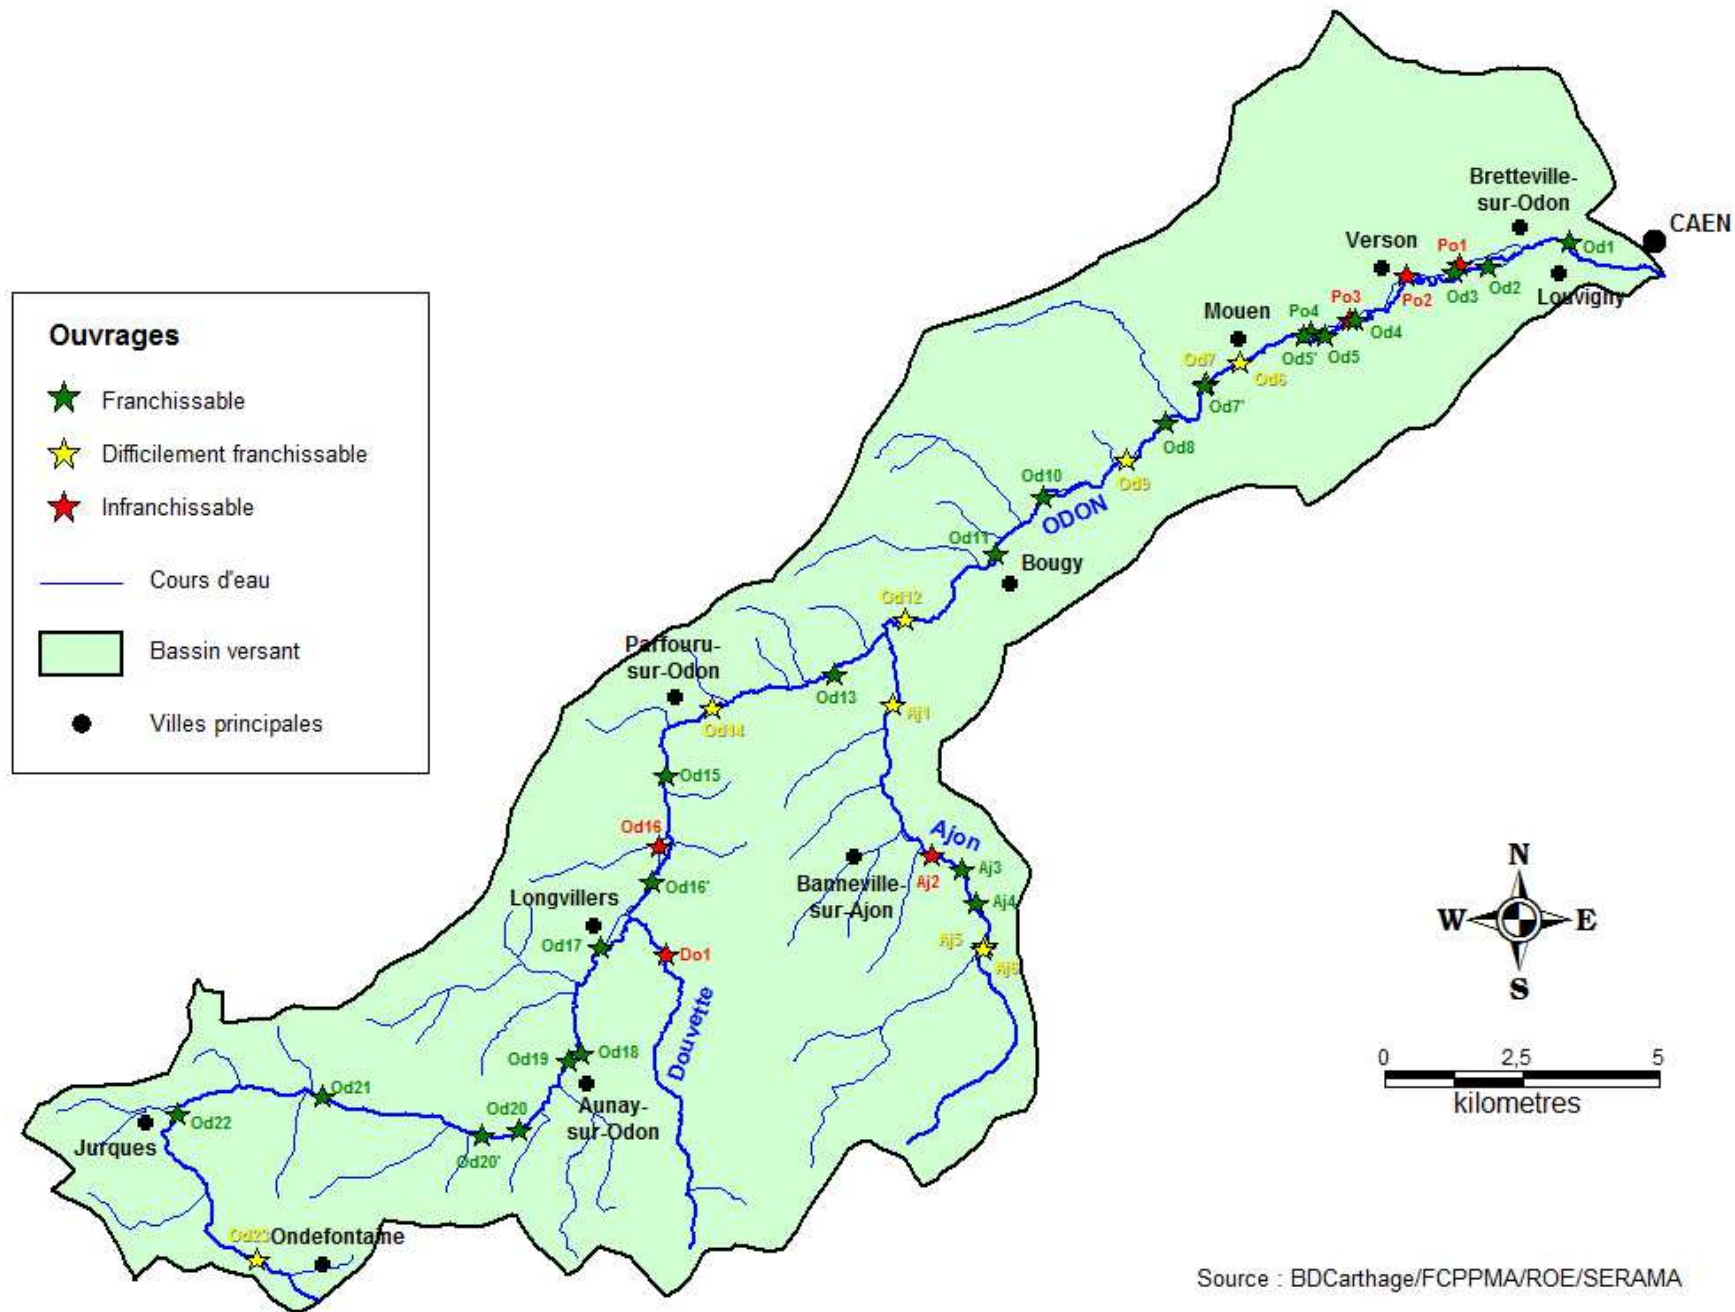 Ouvrages
Franchissable
Difficilement franchissable
Infranchissable
Cours d'eau
Bassin versant
Villes principales
Bretteville-
sur-Odon
CAEN
Verson
Po1
Od1
Od2
Od3
Po2
Louvigny
Mouen
Po4
Po3
Od4
Od5'
Od5
Od7
Od6
Od7'
Od8
Od9
Od10
ODON
Od11
Bougy
Od12
Parfouru-
sur-Odon
Od13
Od14
Aj1
Od15
Od16
Ajon
Od16'
Banneville-
sur-Ajon
Aj2
Aj3
Aj4
Longvillers
Od17
Do1
Aj5
Aj6
Douvette
Od19
Od18
Od21
Od20
Aunay-
sur-Odon
Od22
Od20'
Jurques
Od23
Ondefontaine
N
W
E
S
0 2,5 5
kilometres
Source : BDCarthage/FCPPMA/ROE/SERAMA